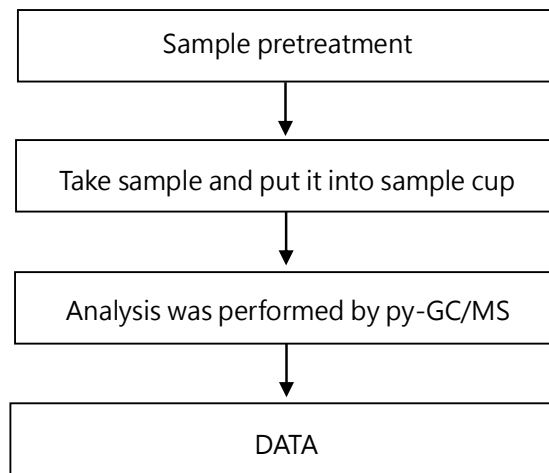 Sample pretreatment
Take sample and put it into sample cup
Analysis was performed by py-GC/MS
DATA